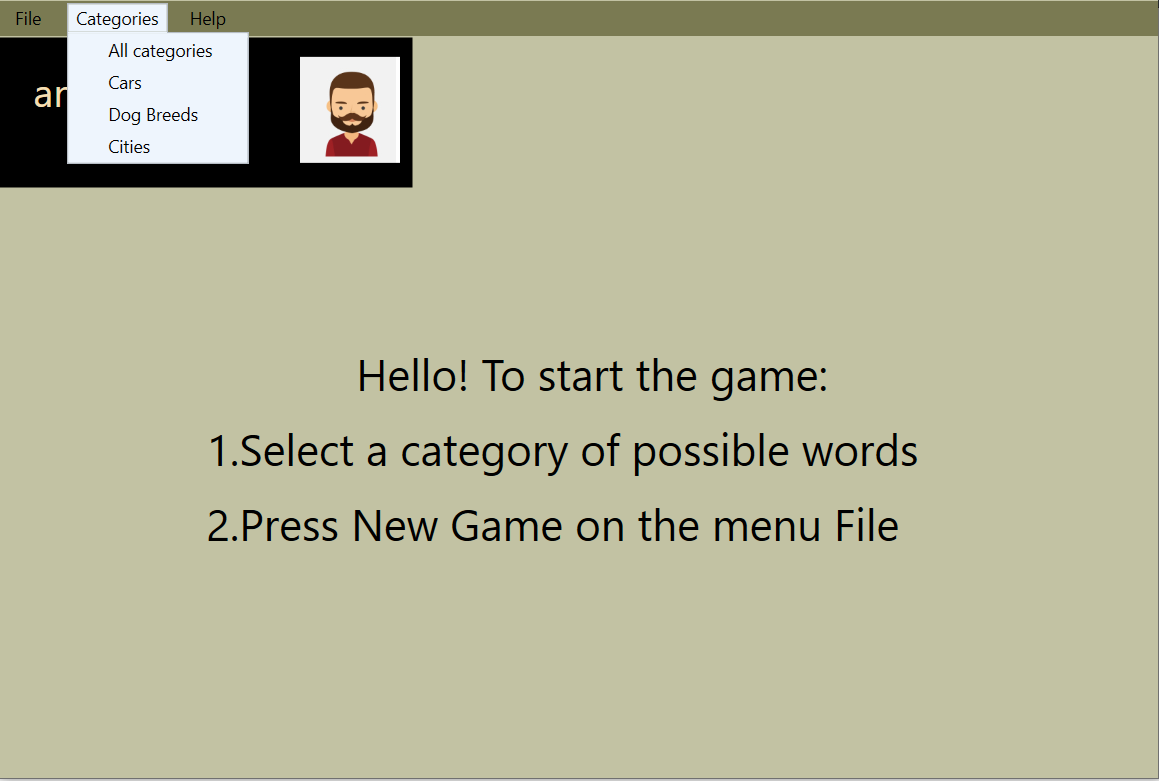 File Categories Help
All categories
Cars
Dog Breeds
Cities
Hello! To start the game:
1.Select a category of possible words
2.Press New Game on the menu File